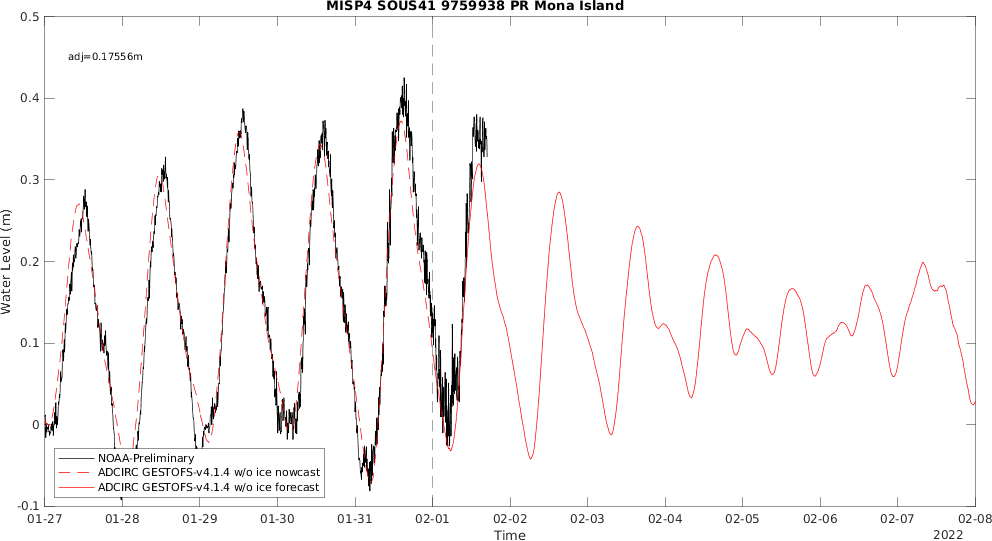 MISP4 SOUS41 9759938 PR Mona Island
adj=0.17556m
0.5
0.4
0.3
0.2
0.1
0
-0.1
Water Level (m)
NOAA-Preliminary
ADCIRC GESTOFS-v4.1.4 w/o ice nowcast
ADCIRC GESTOFS-v4.1.4 w/o ice forecast
01-27 01-28 01-29 01-30 01-31 02-01 02-02 02-03 02-04 02-05 02-06 02-07 02-08
Time
2022